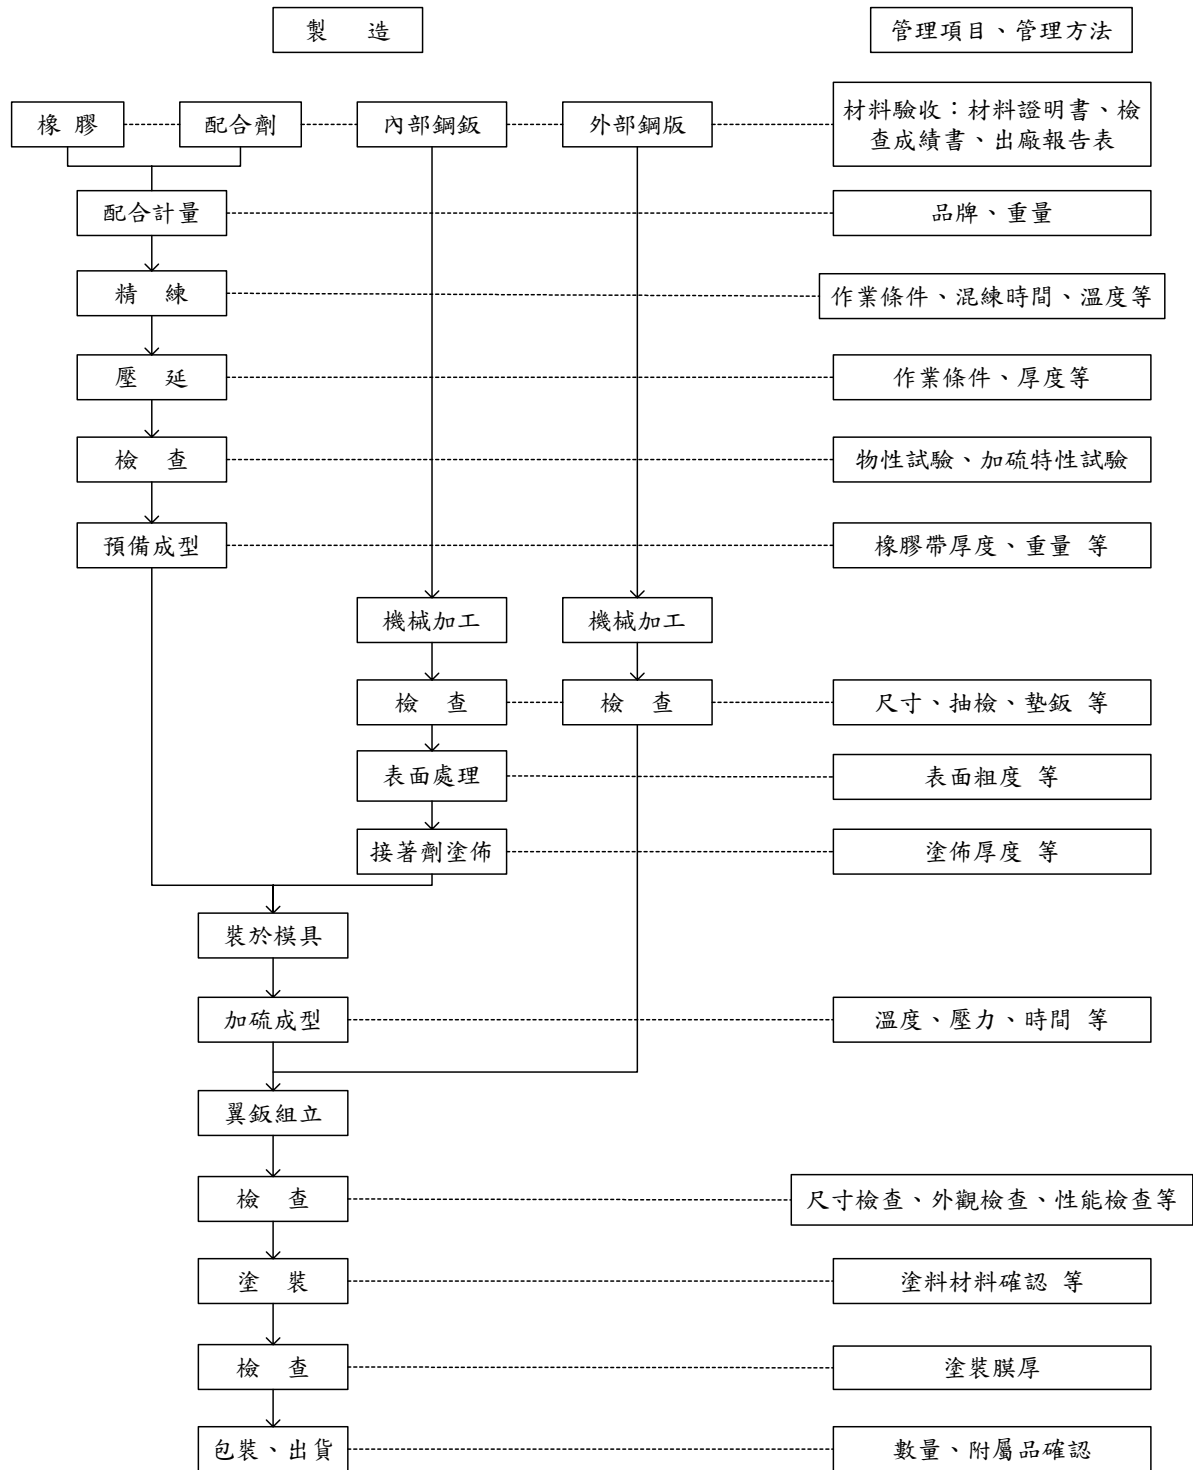 製 造
管理項目、管理方法
橡 膠
配合劑
內部鋼鈑
外部鋼版
材料驗收：材料證明書、檢
查成績書、出廠報告表
配合計量
品牌、重量
精 練
作業條件、混練時間、溫度等
壓 延
作業條件、厚度等
檢 查
物性試驗、加硫特性試驗
預備成型
橡膠帶厚度、重量 等
機械加工
機械加工
檢 查
檢 查
尺寸、抽檢、墊鈑 等
表面處理
表面粗度 等
接著劑塗佈
塗佈厚度 等
裝於模具
加硫成型
溫度、壓力、時間 等
翼鈑組立
檢 查
尺寸檢查、外觀檢查、性能檢查等
塗 裝
塗料材料確認 等
檢 查
塗裝膜厚
包裝、出貨
數量、附屬品確認